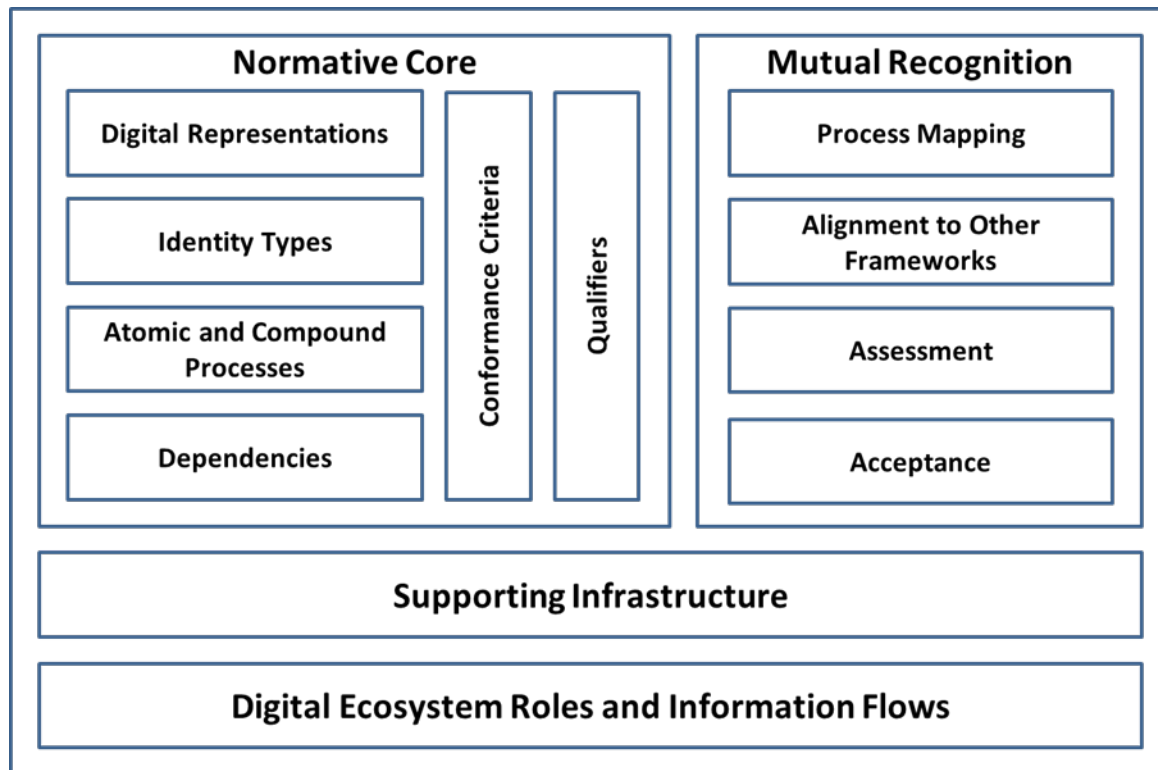 Normative Core
Digital Representations
Identity Types
Atomic and Compound
Processes
Dependencies
Conformance Criteria
Qualifiers
Mutual Recognition
Process Mapping
Alignment to Other
Frameworks
Assessment
Acceptance
Supporting Infrastructure
Digital Ecosystem Roles and Information Flows